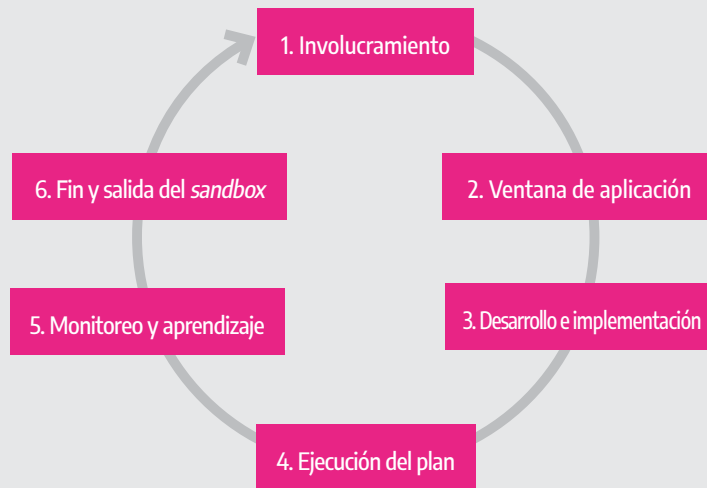 1. Involucramiento
2. Ventana de aplicación
3. Desarrollo e implementación
4. Ejecución del plan
5. Monitoreo y aprendizaje
6. Fin y salida del sandbox